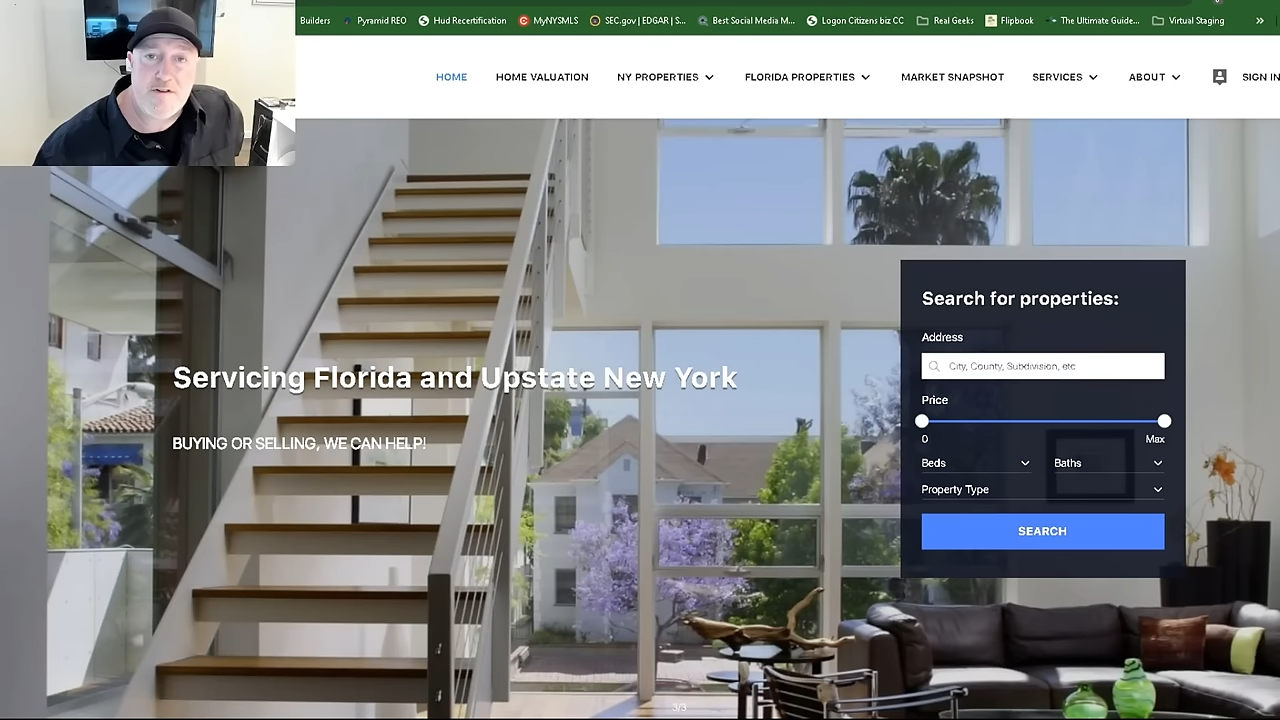 Builders Pyramid REO Hud Recertification MyNYSMLS SEC.gov | EDGAR | S... Best Social Media M... Logon Citizens biz CC Real Geeks Flipbook The Ultimate Guide... Virtual Staging »
HOME HOME VALUATION NY PROPERTIES FLORIDA PROPERTIES MARKET SNAPSHOT SERVICES ABOUT SIGN IN
Search for properties:
Address
City, County, Subdivision, etc
Servicing Florida and Upstate New York
Price
0 Max
BUYING OR SELLING, WE CAN HELP!
Beds Baths
Property Type
SEARCH
3/3